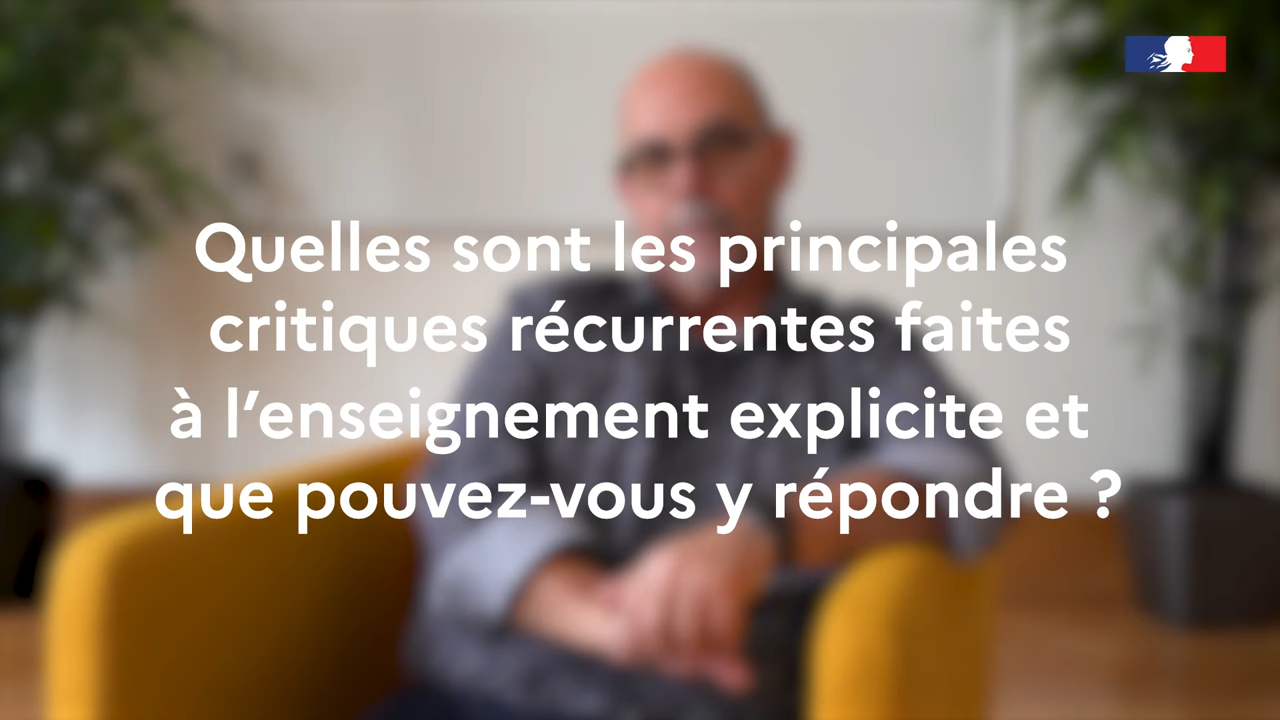 Quelles sont les principales
critiques récurrentes faites
à l’enseignement explicite et
que pouvez-vous y répondre ?